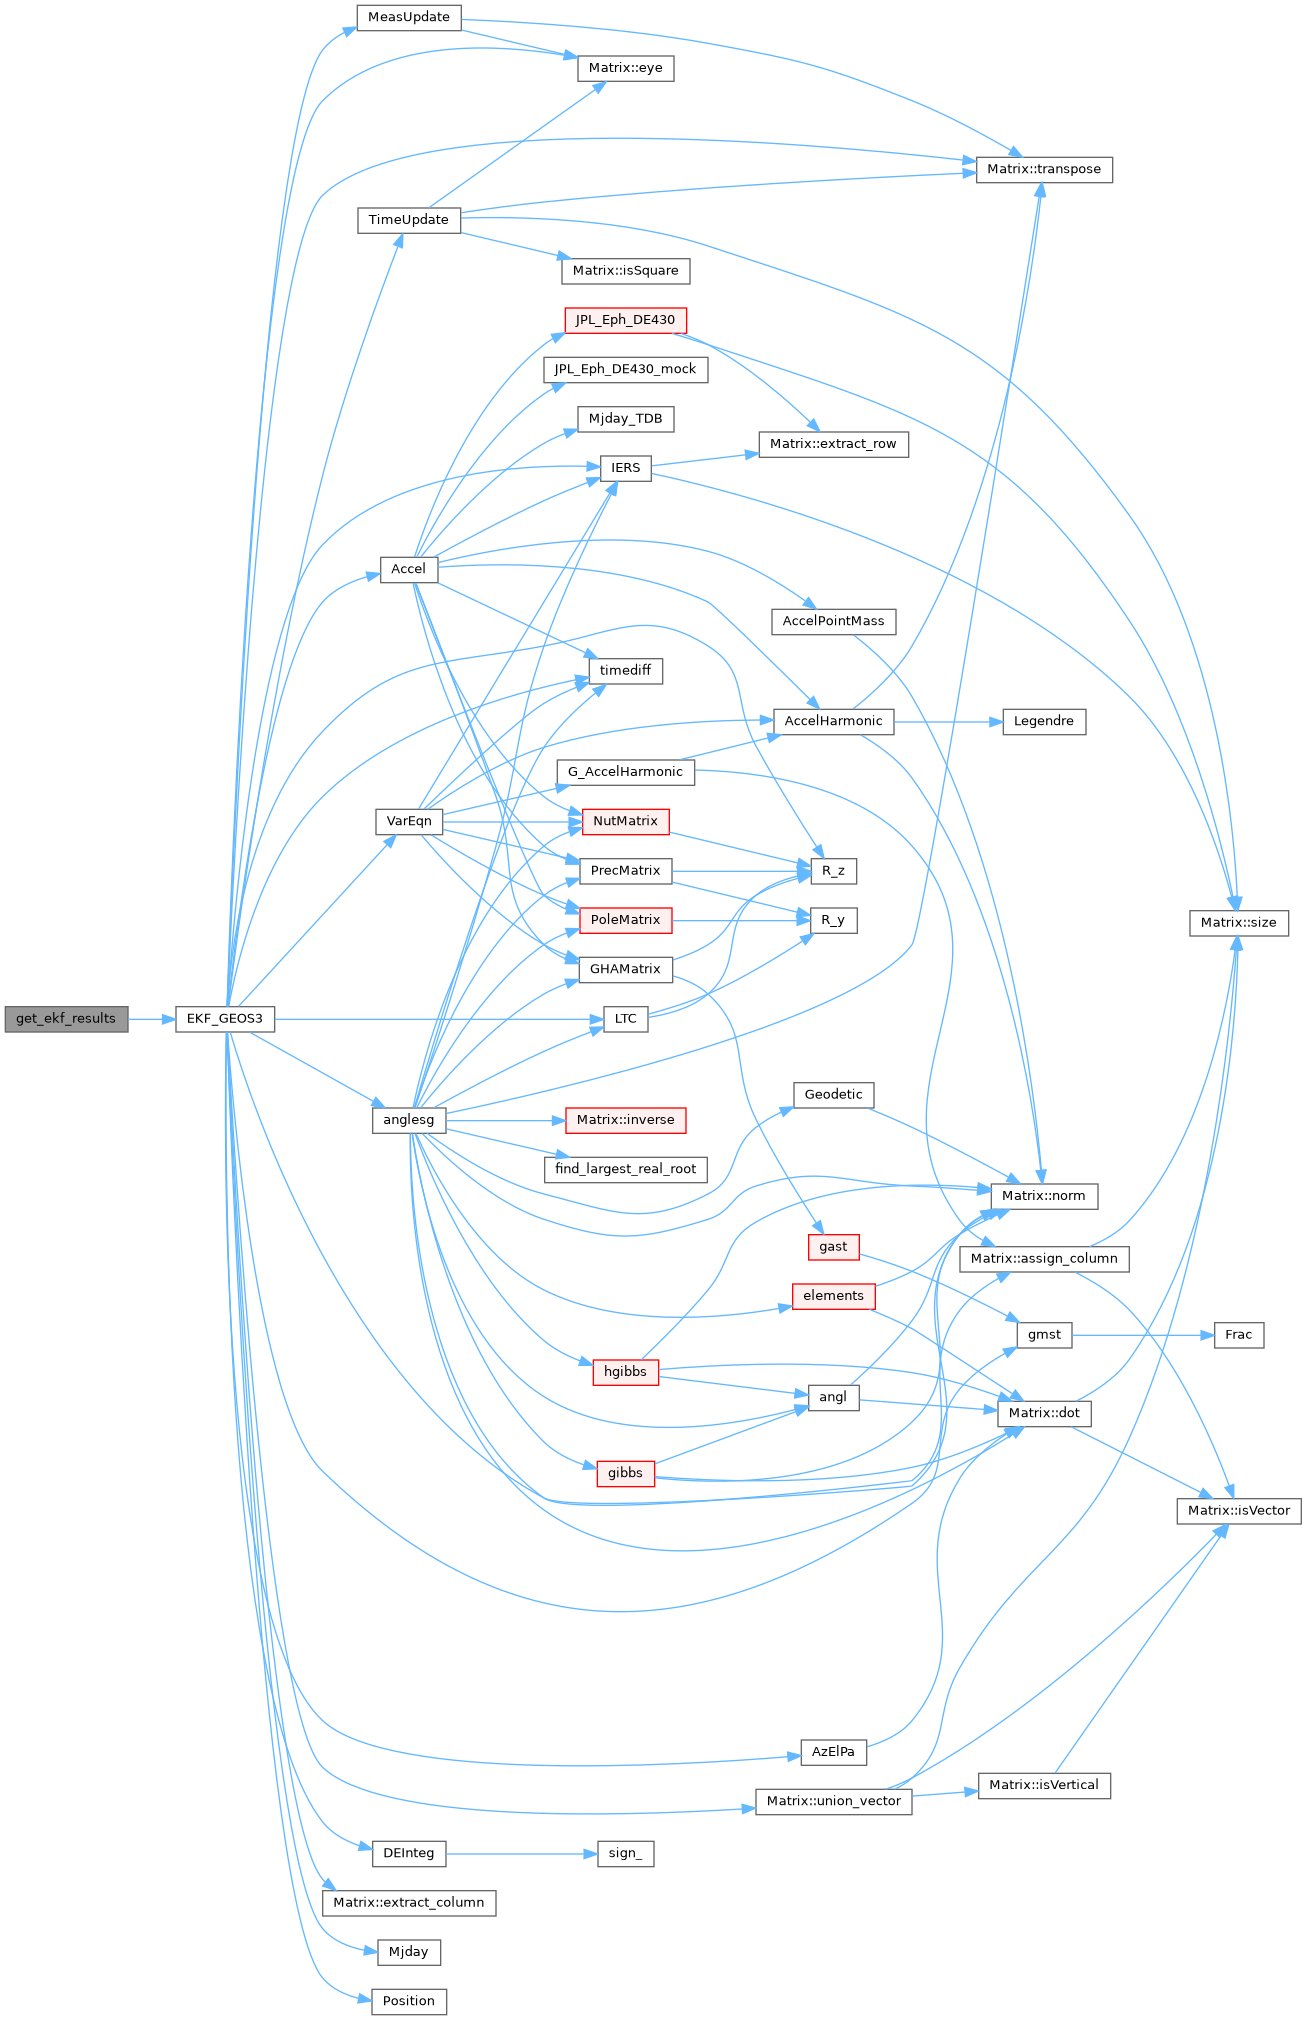 MeasUpdate
Matrix::eye
Matrix::transpose
TimeUpdate
Matrix::isSquare
JPL_Eph_DE430
JPL_Eph_DE430_mock
Mjday_TDB
Matrix::extract_row
IERS
Accel
AccelPointMass
timediff
AccelHarmonic
Legendre
G_AccelHarmonic
VarEqn
NutMatrix
PrecMatrix
R_z
PoleMatrix
R_y
Matrix::size
GHAMatrix
get_ekf_results
EKF_GEOS3
LTC
Geodetic
anglesg
Matrix::inverse
find_largest_real_root
Matrix::norm
gast
Matrix::assign_column
elements
gmst
Frac
hgibbs
angl
Matrix::dot
gibbs
Matrix::isVector
AzElPa
Matrix::isVertical
Matrix::union_vector
DEInteg
sign_
Matrix::extract_column
Mjday
Position